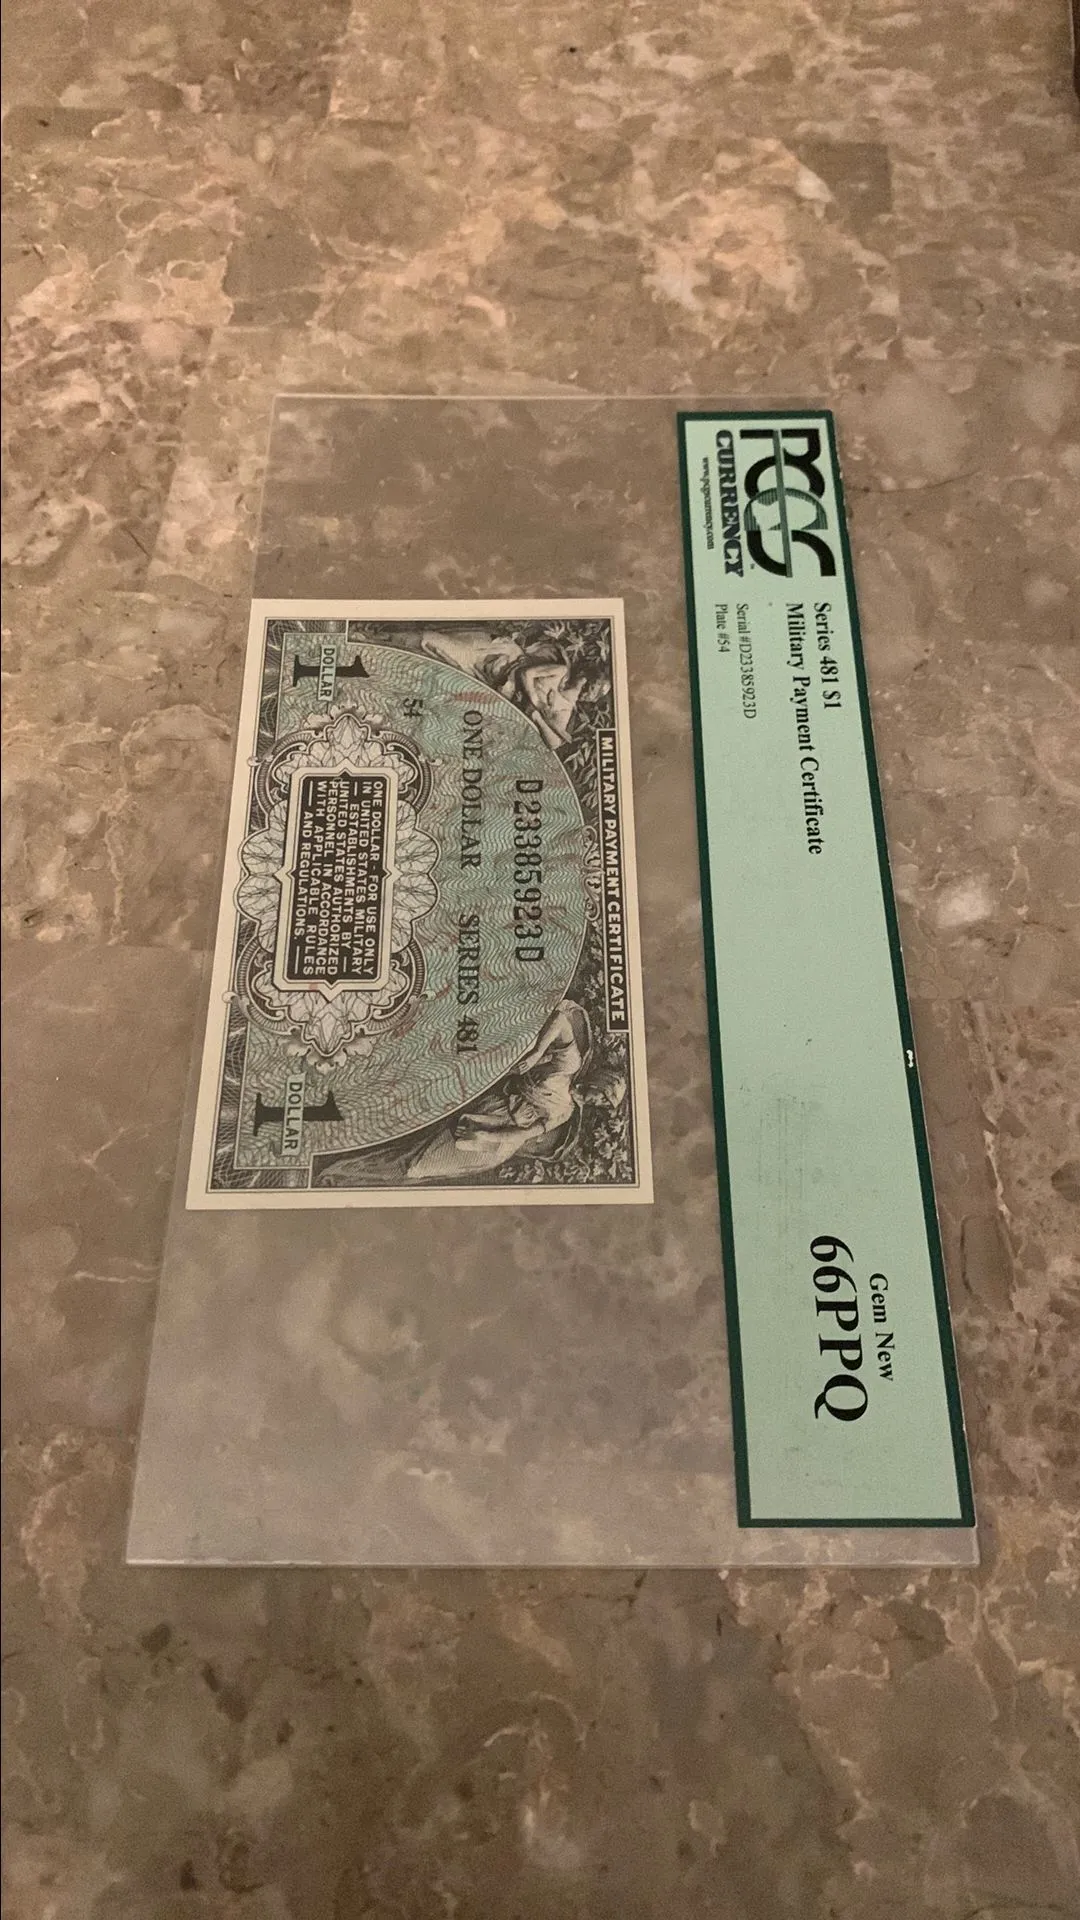 PCGS
CURRENCY
www.pcgscurrency.com
Series 481 $1
Military Payment Certificate
Serial #D23385923D
Plate #54
Gem New
66PPQ
MILITARY PAYMENT CERTIFICATE
D23385923D
ONE DOLLAR SERIES 481
54
1
DOLLAR
ONE DOLLAR - FOR USE ONLY
IN UNITED STATES MILITARY
— ESTABLISHMENTS BY —
UNITED STATES AUTHORIZED
PERSONNEL IN ACCORDANCE
WITH APPLICABLE RULES
— AND REGULATIONS. —
1
DOLLAR